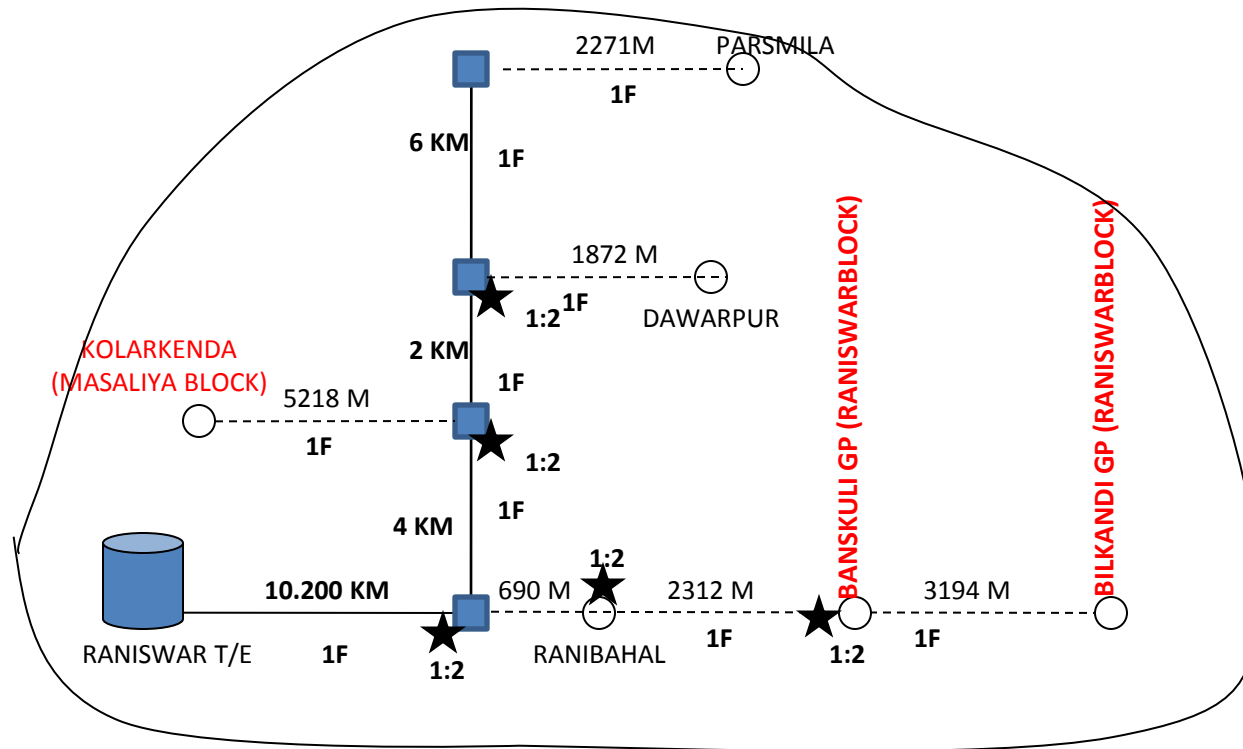 2271M
PARSMILA
1F
6 KM
1F
1872 M
1:2
1F
DAWARPUR
KOLARKENDA
(MASALIYA BLOCK)
2 KM
1F
5218 M
1F
1:2
1F
4 KM
BANSKULI GP (RANISWARBLOCK)
BILKANDI GP (RANISWARBLOCK)
1:2
10.200 KM
690 M
2312 M
3194 M
RANISWAR T/E
1F
1:2
RANIBAHAL
1F
1:2
1F